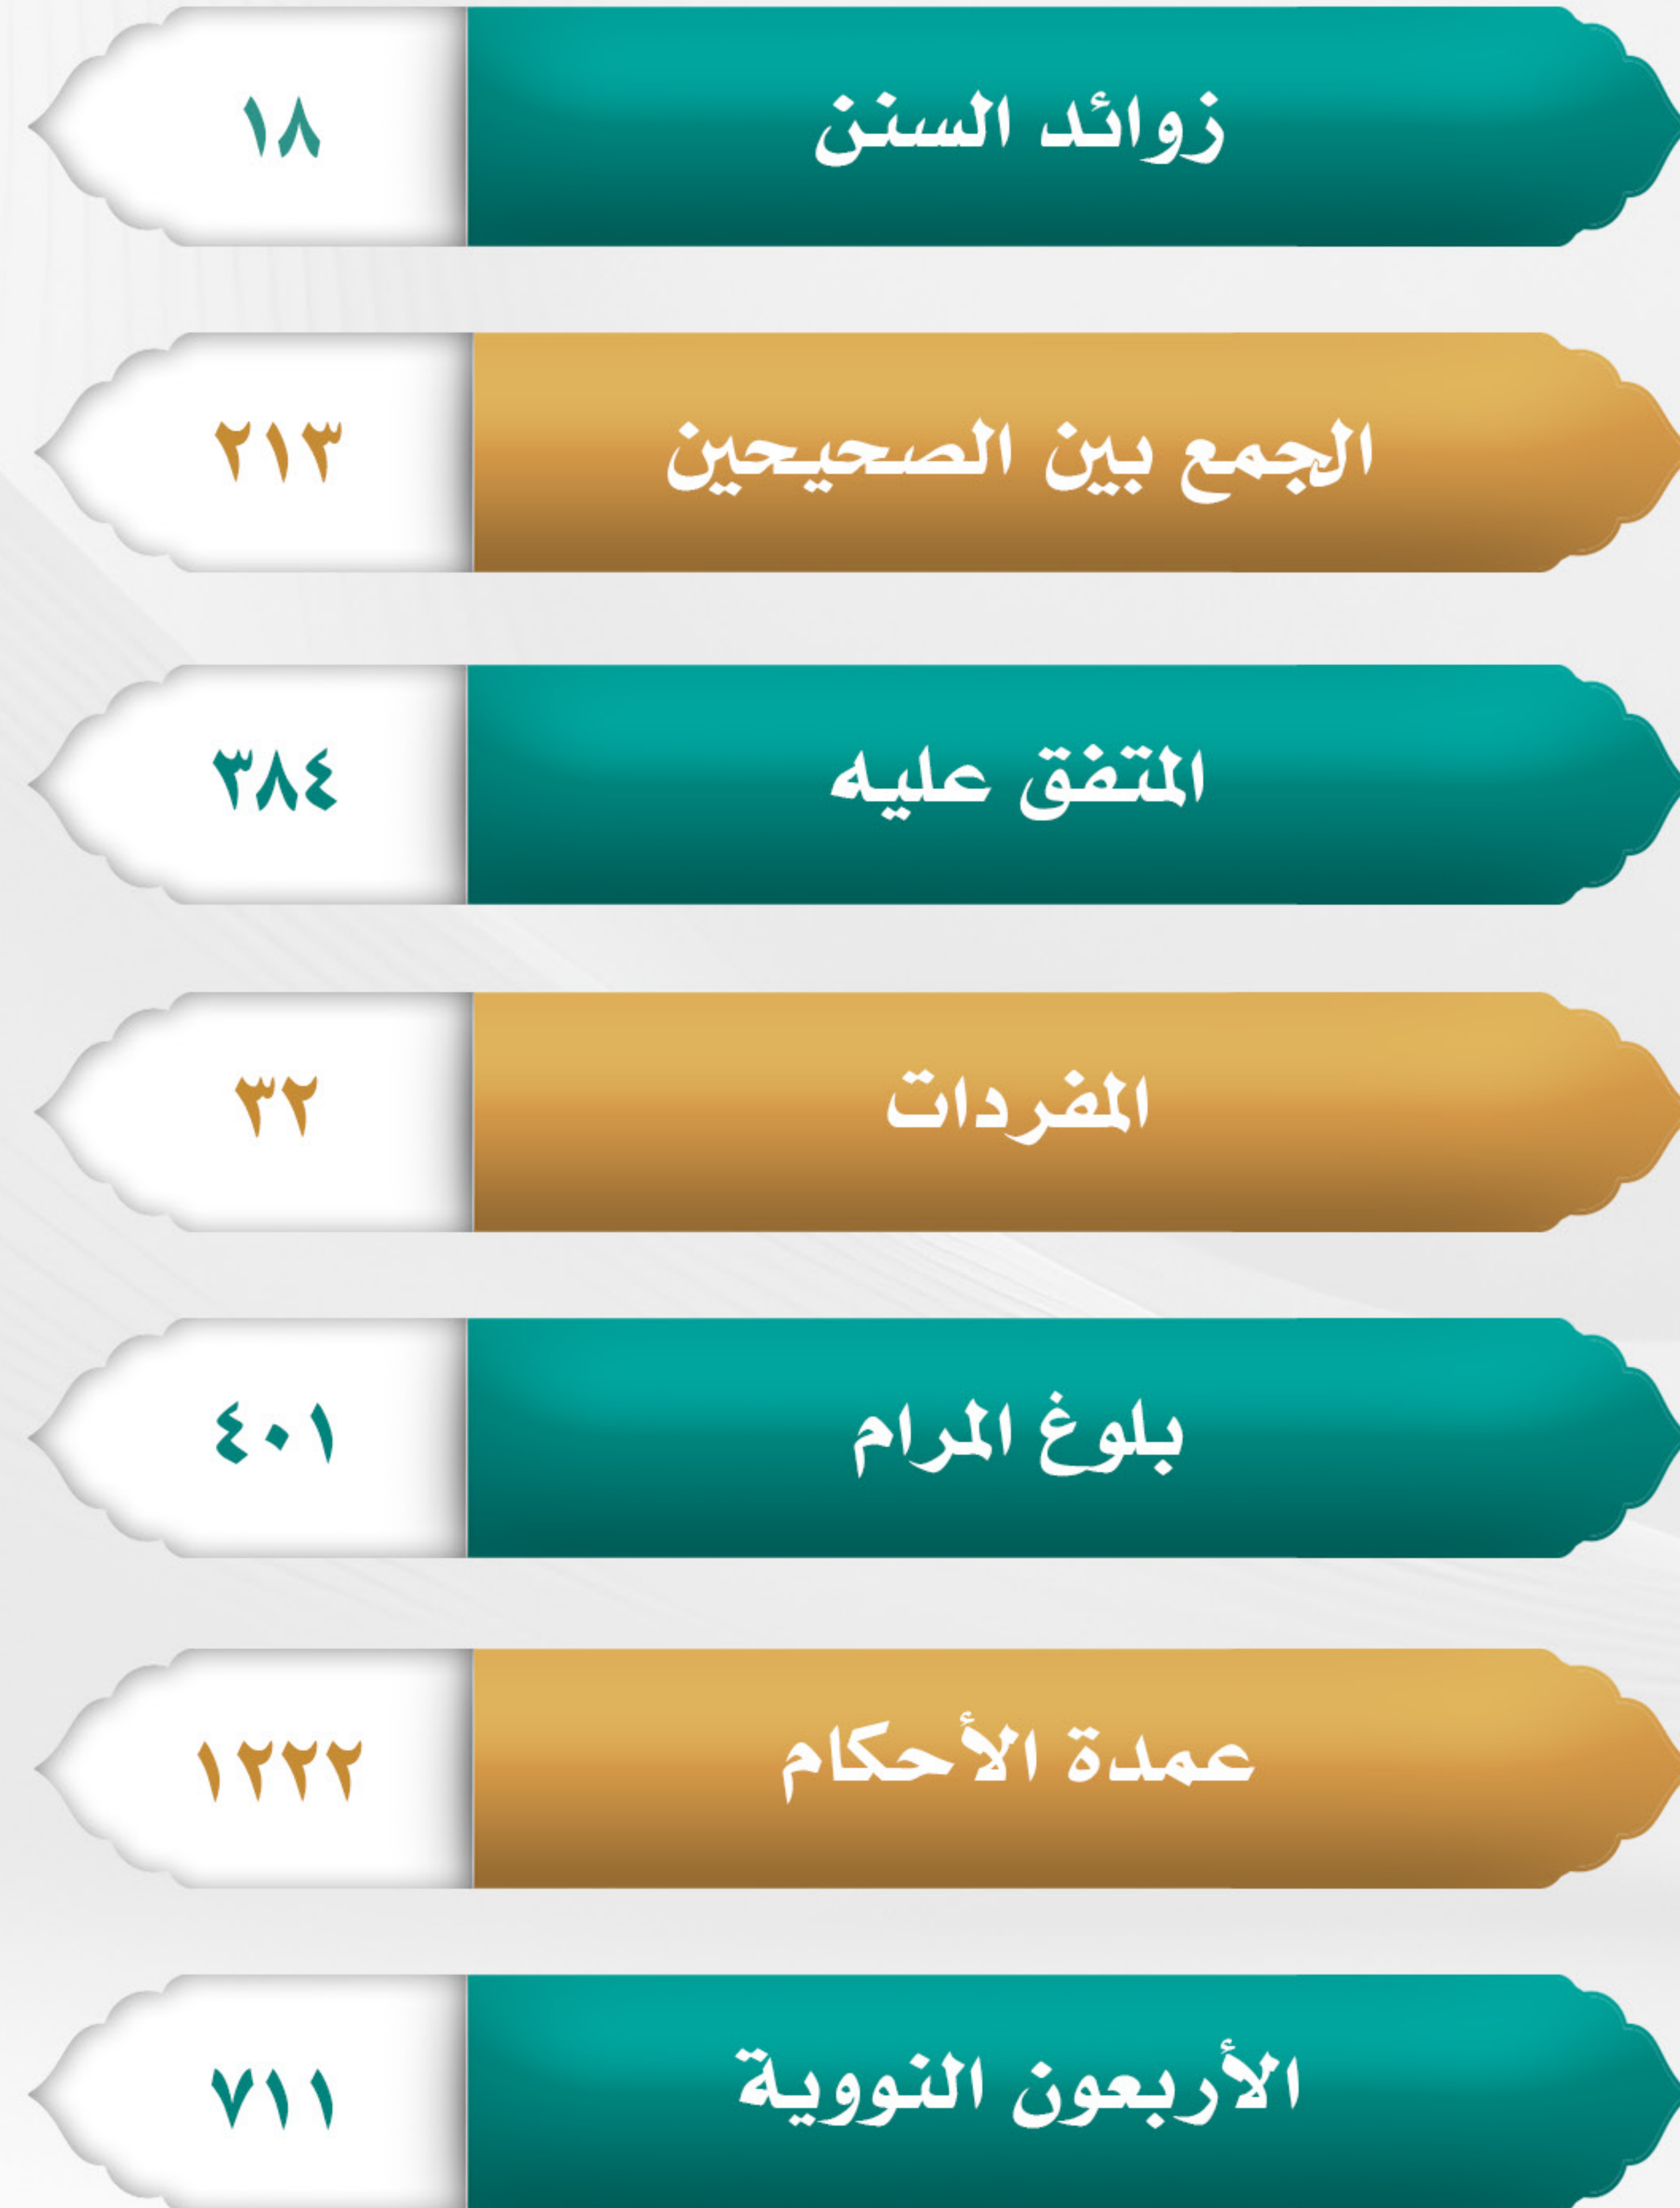 زوائد السنن ١٨
الجمع بين الصحيحين ٢١٣
المتفق عليه ٣٨٤
المفردات ٣٢
بلوغ المرام ٤٠١
عمدة الأحكام ١٢٢٢
الأربعون النووية ٧١١